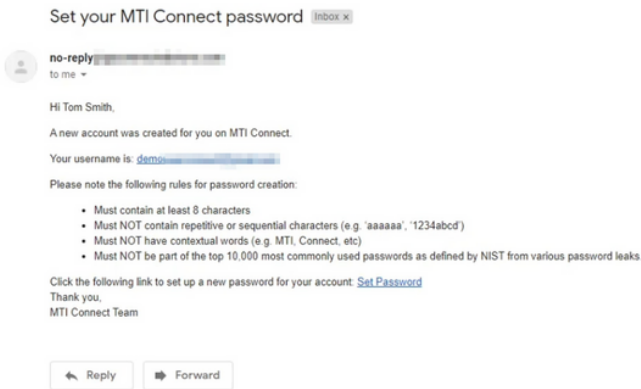 Set your MTI Connect password Inbox x
no-reply
to me
Hi Tom Smith,
A new account was created for you on MTI Connect.
Your username is: demo
Please note the following rules for password creation:
• Must contain at least 8 characters
• Must NOT contain repetitive or sequential characters (e.g. 'aaaaaa', '1234abcd')
• Must NOT have contextual words (e.g. MTI, Connect, etc)
• Must NOT be part of the top 10,000 most commonly used passwords as defined by NIST from various password leaks.
Click the following link to set up a new password for your account: Set Password
Thank you,
MTI Connect Team
Reply Forward